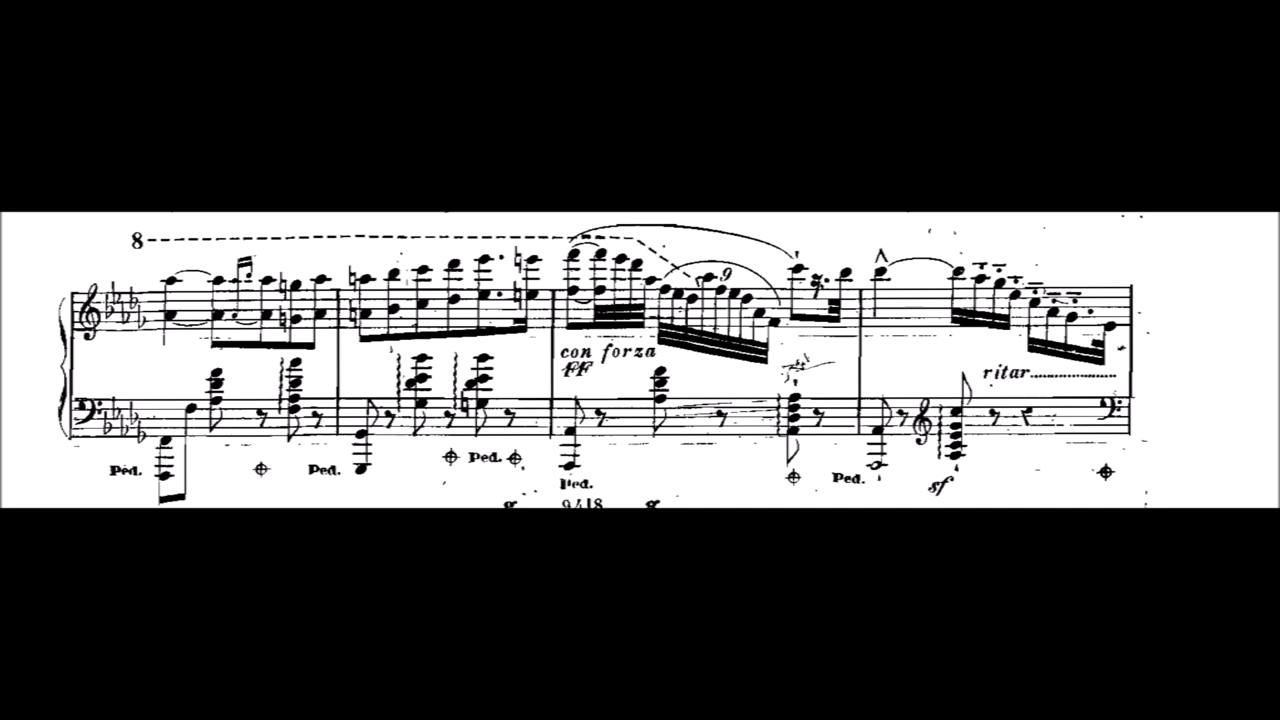 8
9
con forza
FF
ritar..................
Ped. Ped. Ped. Ped. Ped. sf
9418